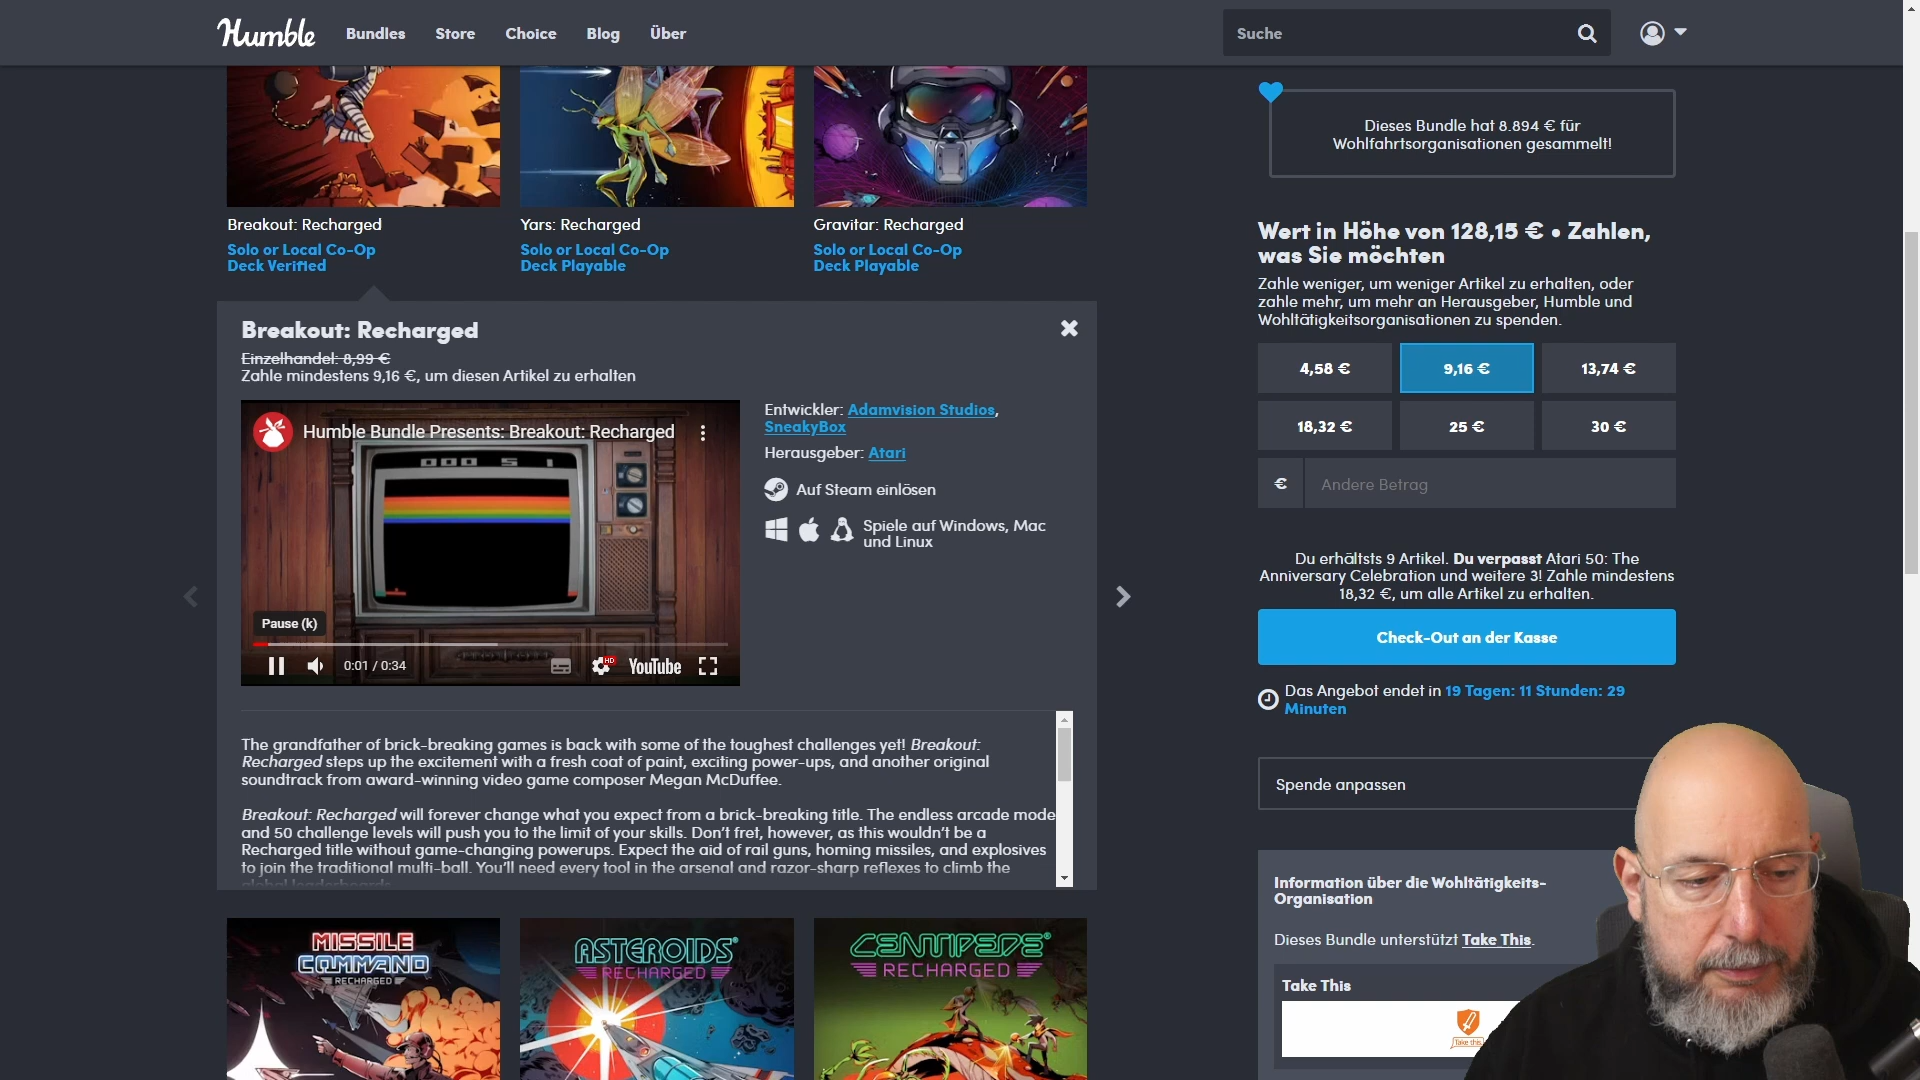 Humble
Bundles
Store
Choice
Blog
Über
Suche
Breakout: Recharged
Solo or Local Co-Op
Deck Verified
Yars: Recharged
Solo or Local Co-Op
Deck Playable
Gravitar: Recharged
Solo or Local Co-Op
Deck Playable
Breakout: Recharged
Einzelhandel: 8,99 €
Zahle mindestens 9,16 €, um diesen Artikel zu erhalten
Humble Bundle Presents: Breakout: Recharged
000 5 1
Pause (k)
0:01 / 0:34
HD
YouTube
Entwickler: Adamvision Studios,
SneakyBox
Herausgeber: Atari
Auf Steam einlösen
Spiele auf Windows, Mac
und Linux
The grandfather of brick-breaking games is back with some of the toughest challenges yet! Breakout:
Recharged steps up the excitement with a fresh coat of paint, exciting power-ups, and another original
soundtrack from award-winning video game composer Megan McDuffee.
Breakout: Recharged will forever change what you expect from a brick-breaking title. The endless arcade mode
and 50 challenge levels will push you to the limit of your skills. Don't fret, however, as this wouldn't be a
Recharged title without game-changing powerups. Expect the aid of rail guns, homing missiles, and explosives
to join the traditional multi-ball. You'll need every tool in the arsenal and razor-sharp reflexes to climb the
global leaderboards
MISSILE
COMMAND
RECHARGED
ASTEROIDS
RECHARGED
CENTIPEDE
RECHARGED
Dieses Bundle hat 8.894 € für
Wohlfahrtsorganisationen gesammelt!
Wert in Höhe von 128,15 € • Zahlen,
was Sie möchten
Zahle weniger, um weniger Artikel zu erhalten, oder
zahle mehr, um mehr an Herausgeber, Humble und
Wohltätigkeitsorganisationen zu spenden.
4,58 €
9,16 €
13,74 €
18,32 €
25 €
30 €
€
Andere Betrag
Du erhältsts 9 Artikel. Du verpasst Atari 50: The
Anniversary Celebration und weitere 3! Zahle mindestens
18,32 €, um alle Artikel zu erhalten.
Check-Out an der Kasse
Das Angebot endet in 19 Tagen: 11 Stunden: 29
Minuten
Spende anpassen
Information über die Wohltätigkeits-
Organisation
Dieses Bundle unterstützt Take This.
Take This
Take this